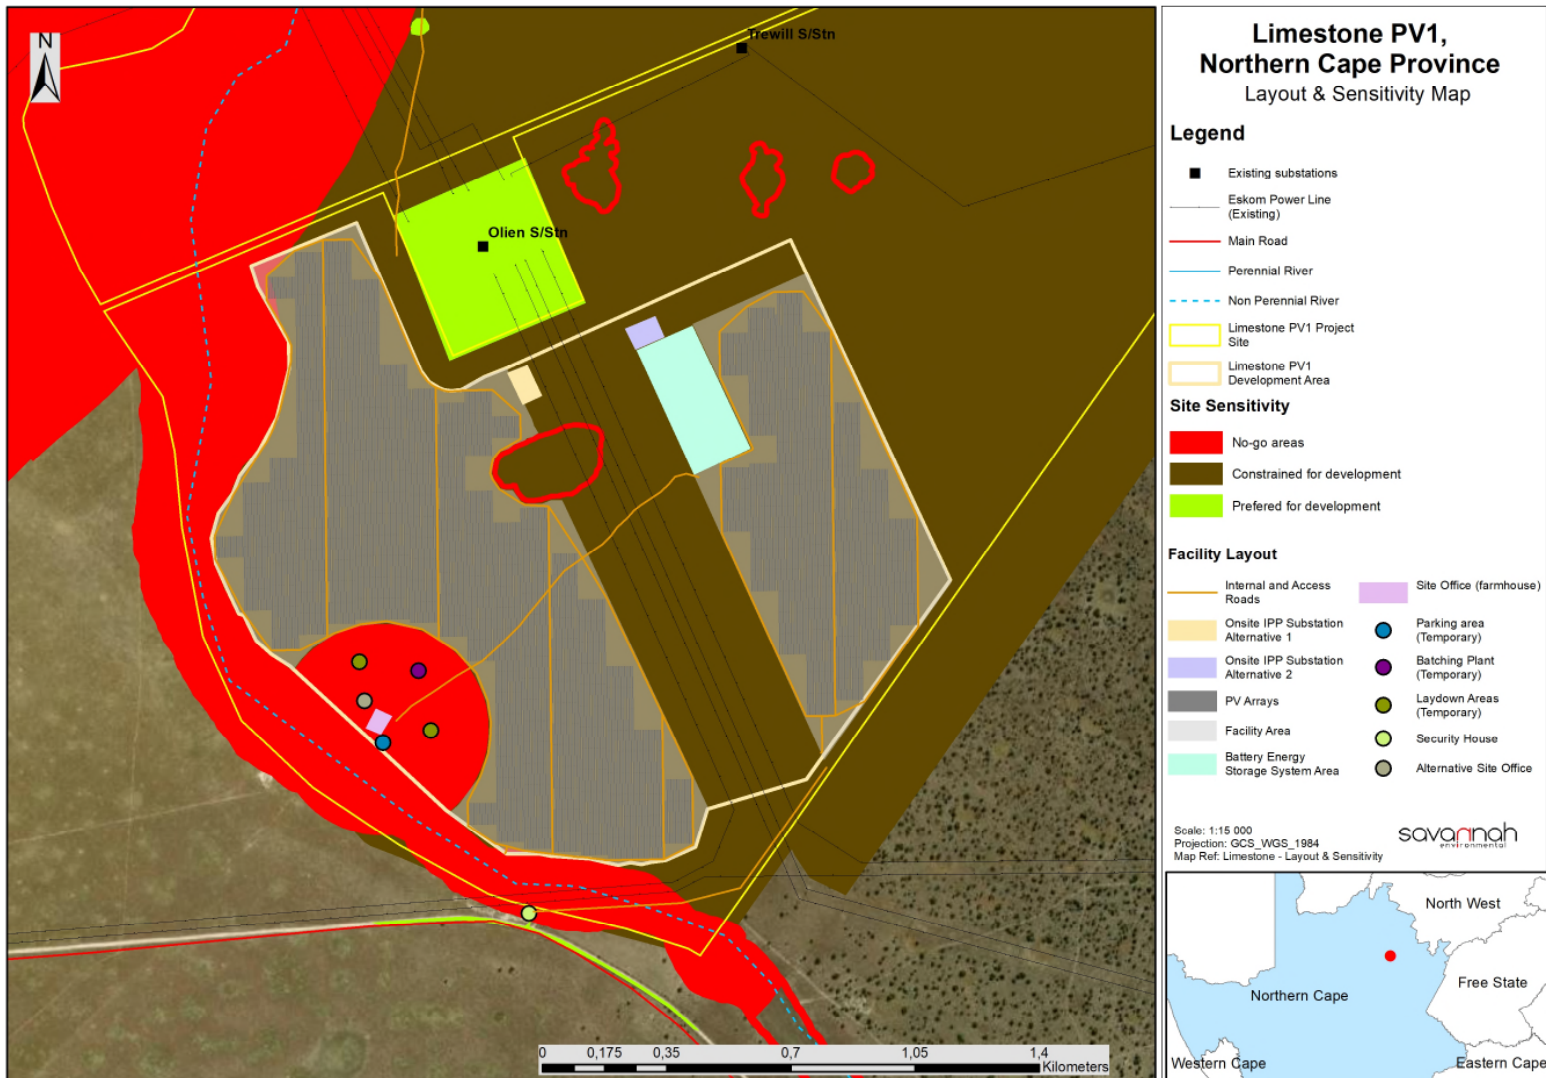 N
Trewill S/Stn
Olien S/Stn
0 0,175 0,35 0,7 1,05 1,4
Kilometers
Limestone PV1,
Northern Cape Province
Layout & Sensitivity Map
Legend
Existing substations
Eskom Power Line
(Existing)
Main Road
Perennial River
Non Perennial River
Limestone PV1 Project
Site
Limestone PV1
Development Area
Site Sensitivity
No-go areas
Constrained for development
Prefered for development
Facility Layout
Internal and Access
Roads
Onsite IPP Substation
Alternative 1
Onsite IPP Substation
Alternative 2
PV Arrays
Facility Area
Battery Energy
Storage System Area
Site Office (farmhouse)
Parking area
(Temporary)
Batching Plant
(Temporary)
Laydown Areas
(Temporary)
Security House
Alternative Site Office
Scale: 1:15 000
Projection: GCS_WGS_1984
Map Ref: Limestone - Layout & Sensitivity
savannah
environmental
North West
Free State
Northern Cape
Western Cape
Eastern Cape